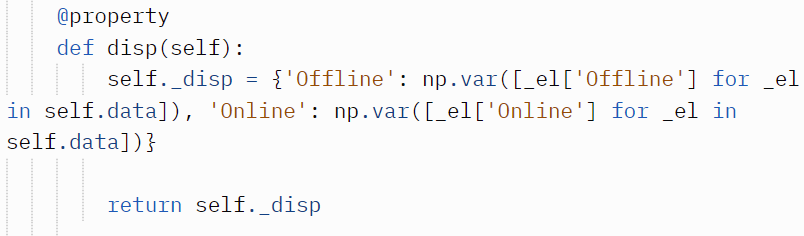 @property
def disp(self):
self._disp = {'Offline': np.var([_el['Offline'] for _el
in self.data]), 'Online': np.var([_el['Online'] for _el in
self.data])}
return self._disp